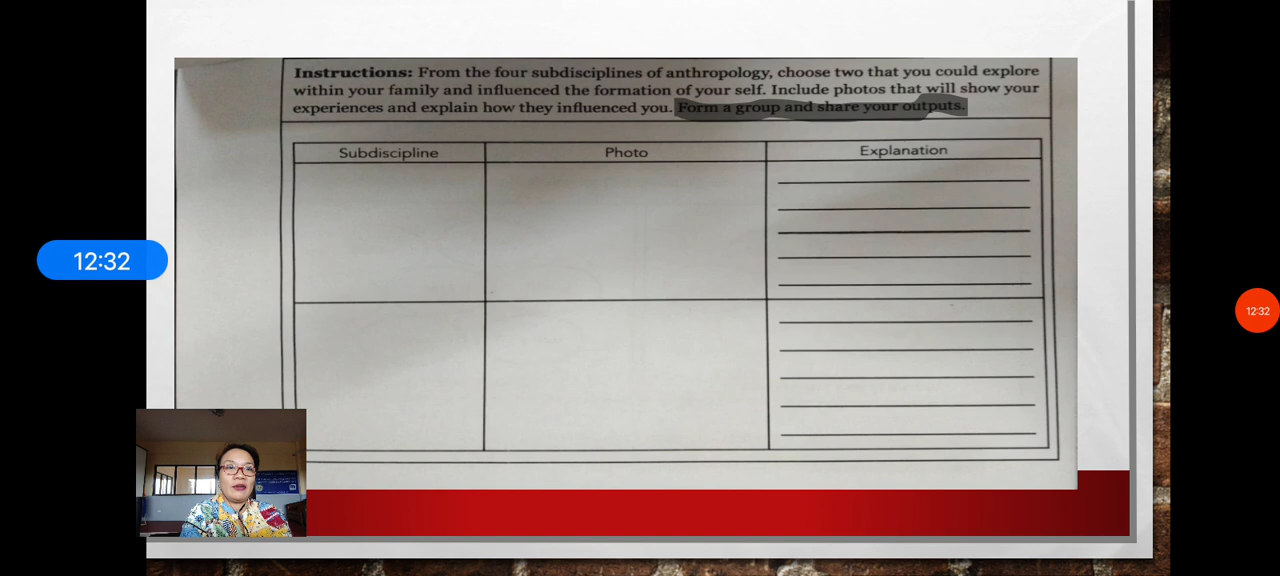 Instructions: From the four subdisciplines of anthropology, choose two that you could explore
within your family and influenced the formation of your self. Include photos that will show your
experiences and explain how they influenced you. Form a group and share your outputs.
Subdiscipline Photo Explanation
12:32
12:32